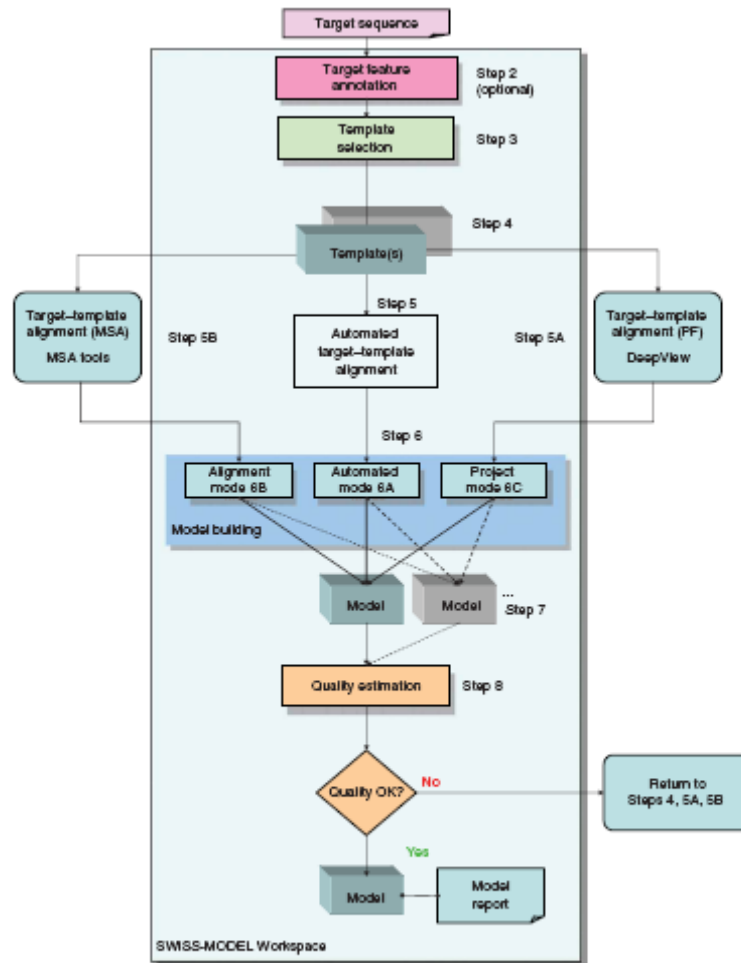 Target sequence
Target feature
annotation
Step 2
(optional)
Template
selection
Step 3
Step 4
Template(s)
Step 5
Target–template
alignment (MSA)
MSA tools
Step 5B
Automated
target–template
alignment
Step 5A
Target–template
alignment (PF)
DeepView
Step 6
Alignment
mode 6B
Automated
mode 6A
Project
mode 6C
Model building
Model
Model
...
Step 7
Quality estimation
Step 8
Quality OK?
No
Return to
Steps 4, 5A, 5B
Yes
Model
Model
report
SWISS-MODEL Workspace